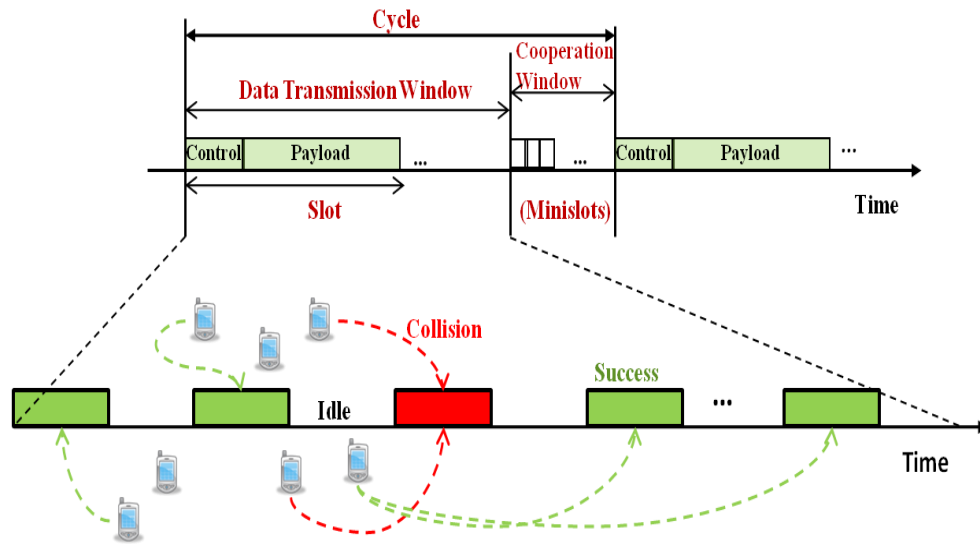 Cycle
Cooperation
Window
Data Transmission Window
Control
Payload
...
...
Control
Payload
...
Slot
(Minislots)
Time
Collision
Success
Idle
...
Time